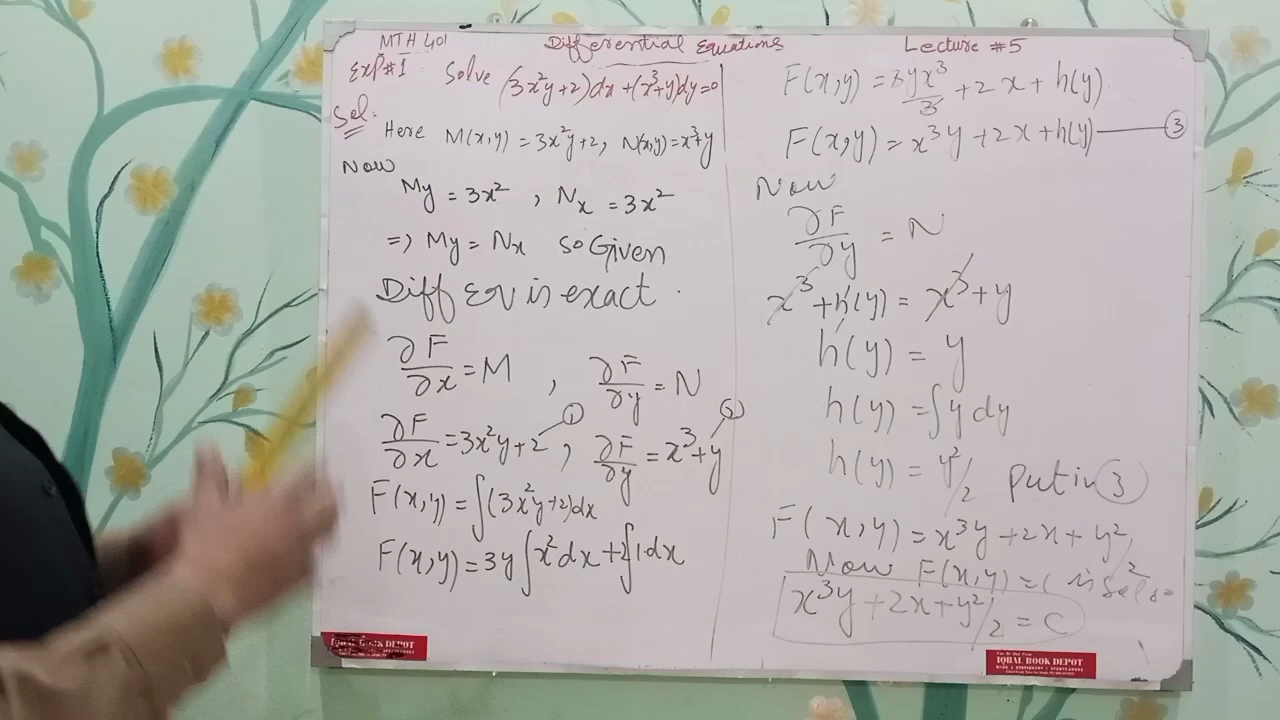 MTH 401 Differential Equations Lecture #5
Exp#1 Solve (3x²y+2)dx+(x³+y)dy=0
Sol:
Here M(x,y) = 3x²y+2, N(x,y)=x³+y
Now
My = 3x² , Nx = 3x²
=> My = Nx so Given
Diff Eq is exact.
∂F/∂x = M , ∂F/∂y = N
∂F/∂x = 3x²y+2 ① , ∂F/∂y = x³+y ②
F(x,y) = ∫(3x²y+2)dx
F(x,y) = 3y∫x²dx+2∫1dx
F(x,y) = 3yx³/3 + 2x + h(y)
F(x,y) = x³y+2x+h(y) ③
Now
∂F/∂y = N
x³+h'(y) = x³+y
h'(y) = y
h(y) = ∫y dy
h(y) = y²/2 Put in ③
F(x,y) = x³y+2x+y²/2
Now F(x,y) = c is
x³y+2x+y²/2 = C
IQBAL BOOK DEPOT
IQBAL BOOK DEPOT